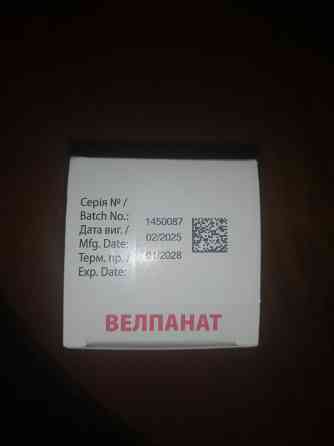 Серія № /
Batch No.: 1450087
Дата виг. /
Mfg. Date: 02/2025
Терм. пр. / 01/2028
Exp. Date:
ВЕЛПАНАТ